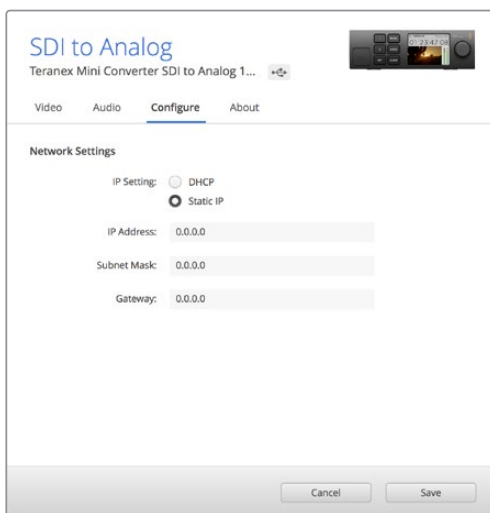 SDI to Analog
Teranex Mini Converter SDI to Analog 1...
Video Audio Configure About
Network Settings
IP Setting: DHCP
Static IP
IP Address: 0.0.0.0
Subnet Mask: 0.0.0.0
Gateway: 0.0.0.0
Cancel Save